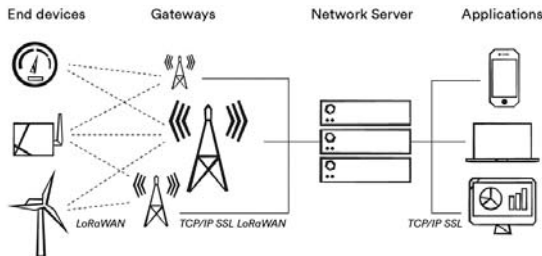 End devices
Gateways
Network Server
Applications
LoRaWAN
TCP/IP SSL LoRaWAN
TCP/IP SSL